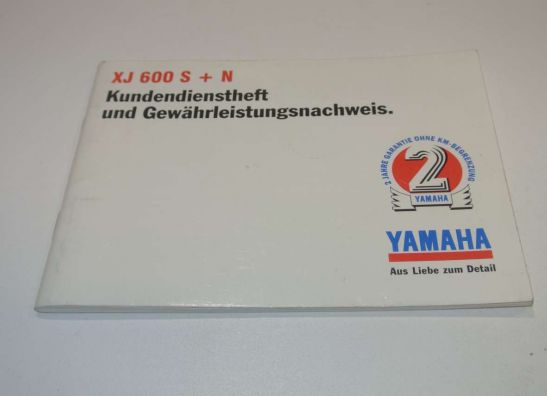 XJ 600 S + N
Kundendienstheft
und Gewährleistungsnachweis.
2 JAHRE GARANTIE OHNE KM-BEGRENZUNG
2
YAMAHA
YAMAHA
Aus Liebe zum Detail